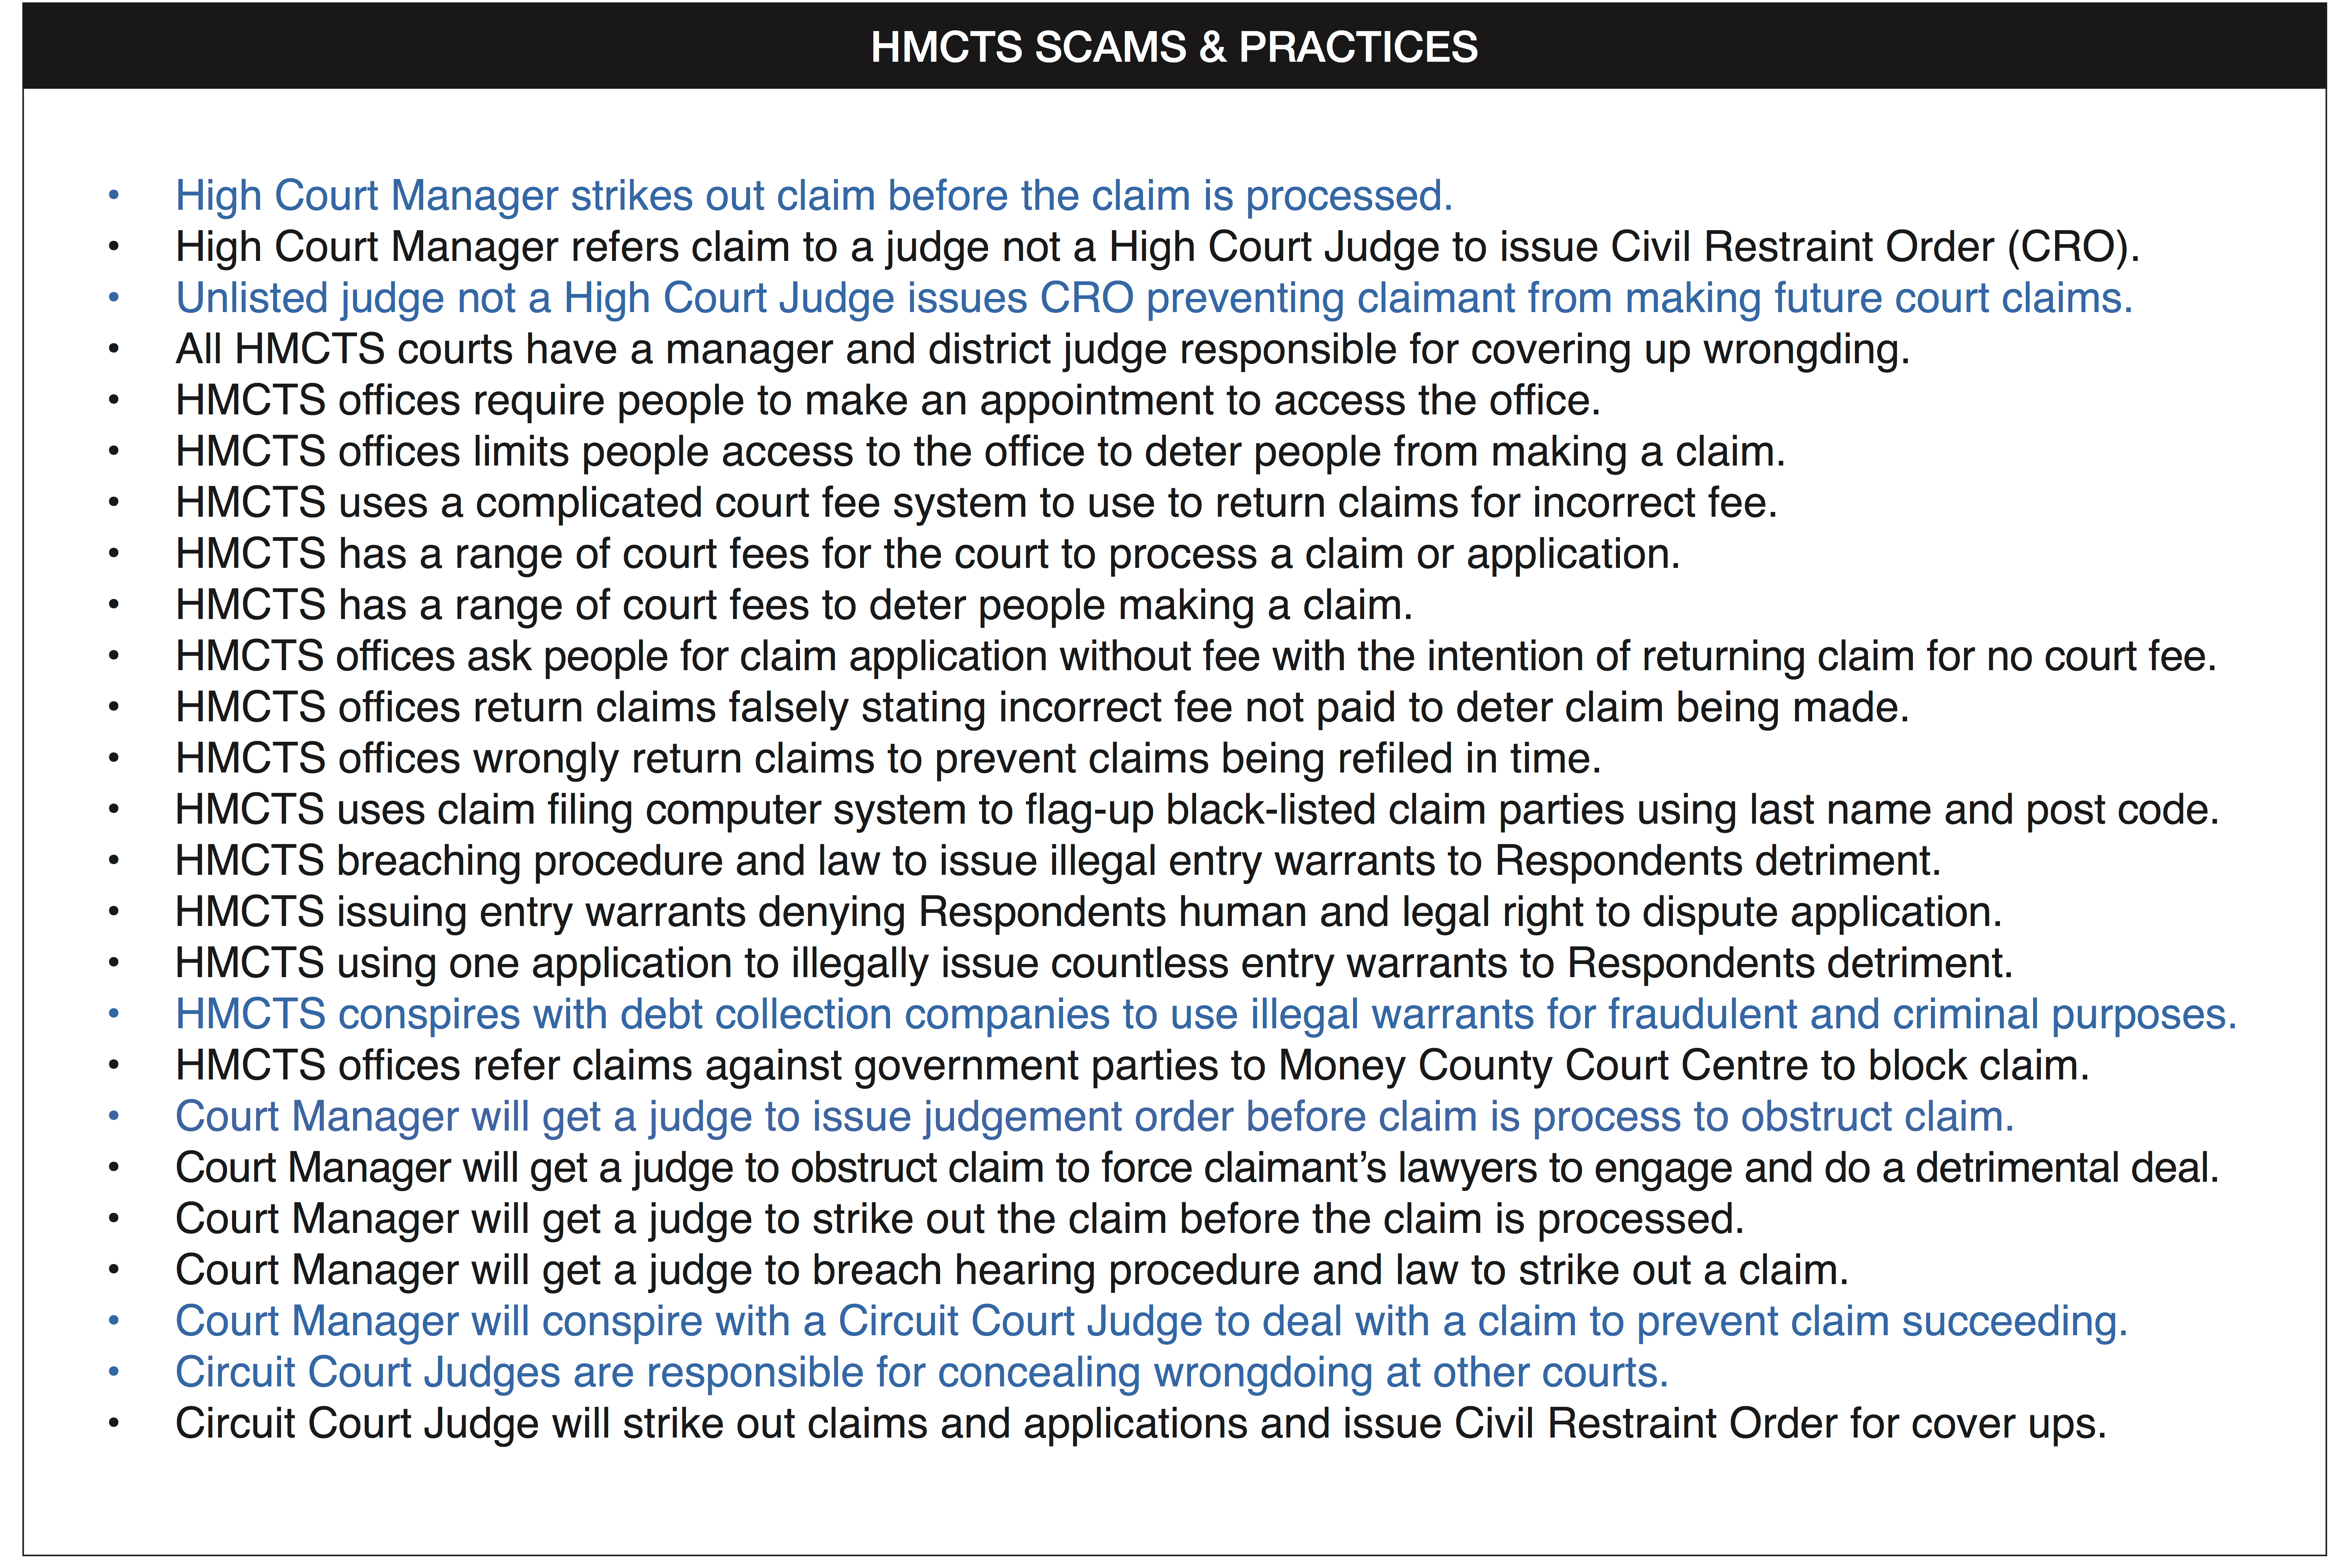 HMCTS SCAMS & PRACTICES
• High Court Manager strikes out claim before the claim is processed.
• High Court Manager refers claim to a judge not a High Court Judge to issue Civil Restraint Order (CRO).
• Unlisted judge not a High Court Judge issues CRO preventing claimant from making future court claims.
• All HMCTS courts have a manager and district judge responsible for covering up wrongding.
• HMCTS offices require people to make an appointment to access the office.
• HMCTS offices limits people access to the office to deter people from making a claim.
• HMCTS uses a complicated court fee system to use to return claims for incorrect fee.
• HMCTS has a range of court fees for the court to process a claim or application.
• HMCTS has a range of court fees to deter people making a claim.
• HMCTS offices ask people for claim application without fee with the intention of returning claim for no court fee.
• HMCTS offices return claims falsely stating incorrect fee not paid to deter claim being made.
• HMCTS offices wrongly return claims to prevent claims being refiled in time.
• HMCTS uses claim filing computer system to flag-up black-listed claim parties using last name and post code.
• HMCTS breaching procedure and law to issue illegal entry warrants to Respondents detriment.
• HMCTS issuing entry warrants denying Respondents human and legal right to dispute application.
• HMCTS using one application to illegally issue countless entry warrants to Respondents detriment.
• HMCTS conspires with debt collection companies to use illegal warrants for fraudulent and criminal purposes.
• HMCTS offices refer claims against government parties to Money County Court Centre to block claim.
• Court Manager will get a judge to issue judgement order before claim is process to obstruct claim.
• Court Manager will get a judge to obstruct claim to force claimant’s lawyers to engage and do a detrimental deal.
• Court Manager will get a judge to strike out the claim before the claim is processed.
• Court Manager will get a judge to breach hearing procedure and law to strike out a claim.
• Court Manager will conspire with a Circuit Court Judge to deal with a claim to prevent claim succeeding.
• Circuit Court Judges are responsible for concealing wrongdoing at other courts.
• Circuit Court Judge will strike out claims and applications and issue Civil Restraint Order for cover ups.